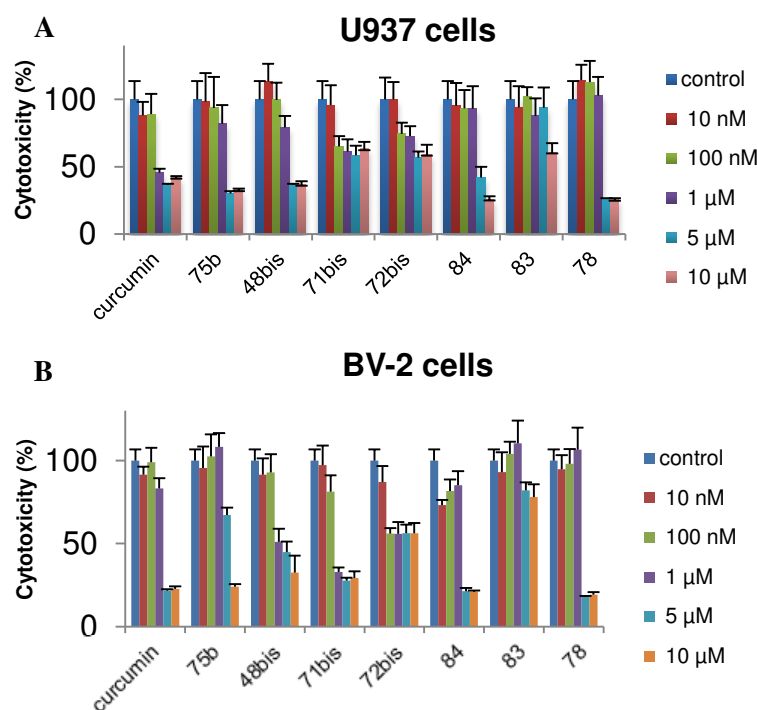 A
U937 cells
Cytotoxicity (%)
100
50
0
curcumin
75b
48bis
71bis
72bis
84
83
78
control
10 nM
100 nM
1 µM
5 µM
10 µM
B
BV-2 cells
Cytotoxicity (%)
100
50
0
curcumin
75b
48bis
71bis
72bis
84
83
78
control
10 nM
100 nM
1 µM
5 µM
10 µM